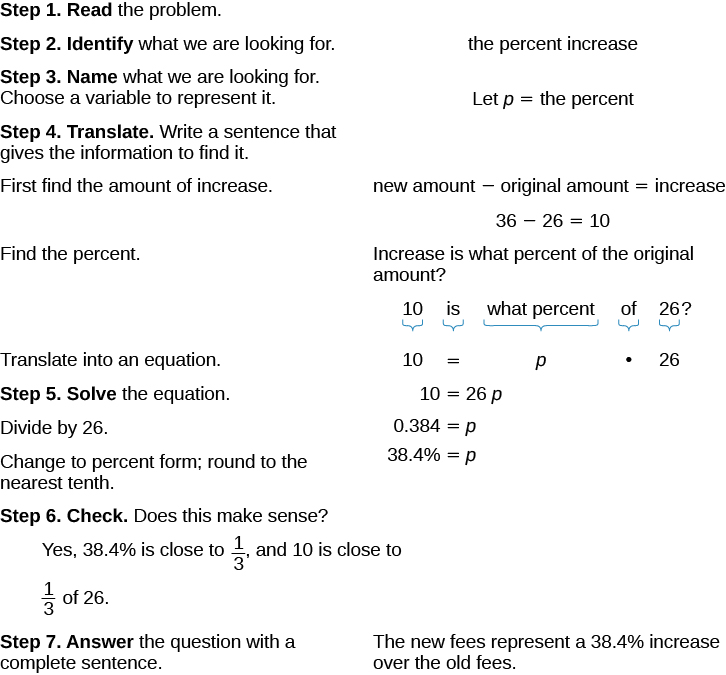 Step 1. Read the problem.
Step 2. Identify what we are looking for.
the percent increase
Step 3. Name what we are looking for.
Choose a variable to represent it.
Let p = the percent
Step 4. Translate. Write a sentence that
gives the information to find it.
First find the amount of increase.
new amount − original amount = increase
36 − 26 = 10
Find the percent.
Increase is what percent of the original
amount?
10 is what percent of 26?
Translate into an equation.
10 = p • 26
Step 5. Solve the equation.
10 = 26 p
Divide by 26.
0.384 = p
Change to percent form; round to the
nearest tenth.
38.4% = p
Step 6. Check. Does this make sense?
Yes, 38.4% is close to 1/3, and 10 is close to
1/3 of 26.
Step 7. Answer the question with a
complete sentence.
The new fees represent a 38.4% increase
over the old fees.